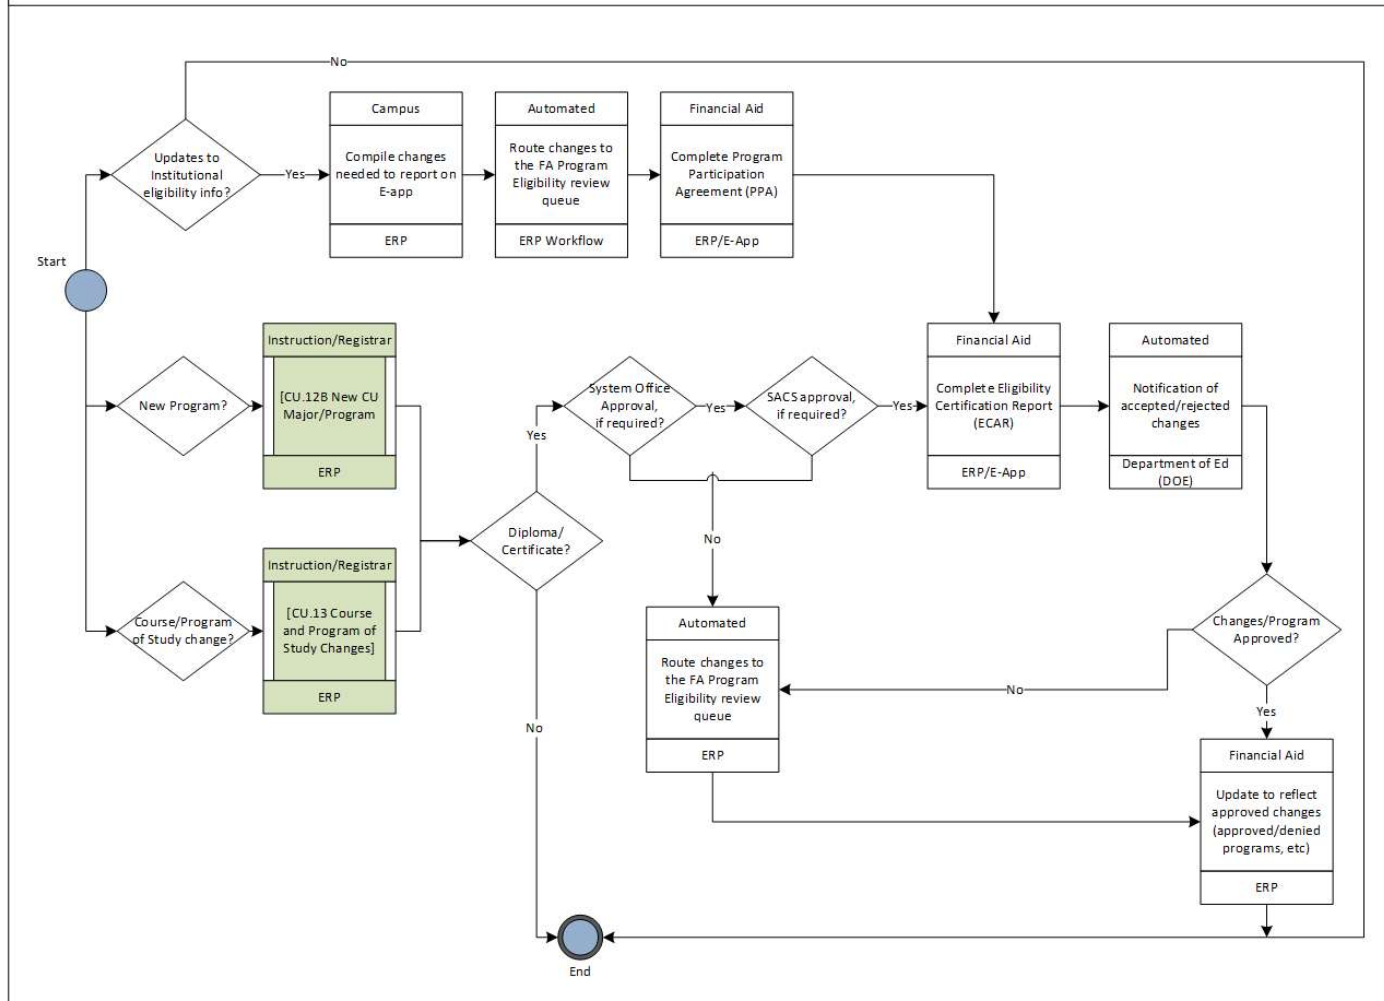 No
Campus
Compile changes
needed to report on
E-app
ERP
Automated
Route changes to
the FA Program
Eligibility review
queue
ERP Workflow
Financial Aid
Complete Program
Participation
Agreement (PPA)
ERP/E-App
Updates to
Institutional
eligibility info?
Yes
Start
New Program?
Instruction/Registrar
[CU.12B New CU
Major/Program
ERP
System Office
Approval,
if required?
Yes
SACS approval,
if required?
Yes
Financial Aid
Complete Eligibility
Certification Report
(ECAR)
ERP/E-App
Automated
Notification of
accepted/rejected
changes
Department of Ed
(DOE)
Yes
Diploma/
Certificate?
No
Course/Program
of Study change?
Instruction/Registrar
[CU.13 Course
and Program of
Study Changes]
ERP
Automated
Route changes to
the FA Program
Eligibility review
queue
ERP
Changes/Program
Approved?
No
Yes
No
Financial Aid
Update to reflect
approved changes
(approved/denied
programs, etc)
ERP
End